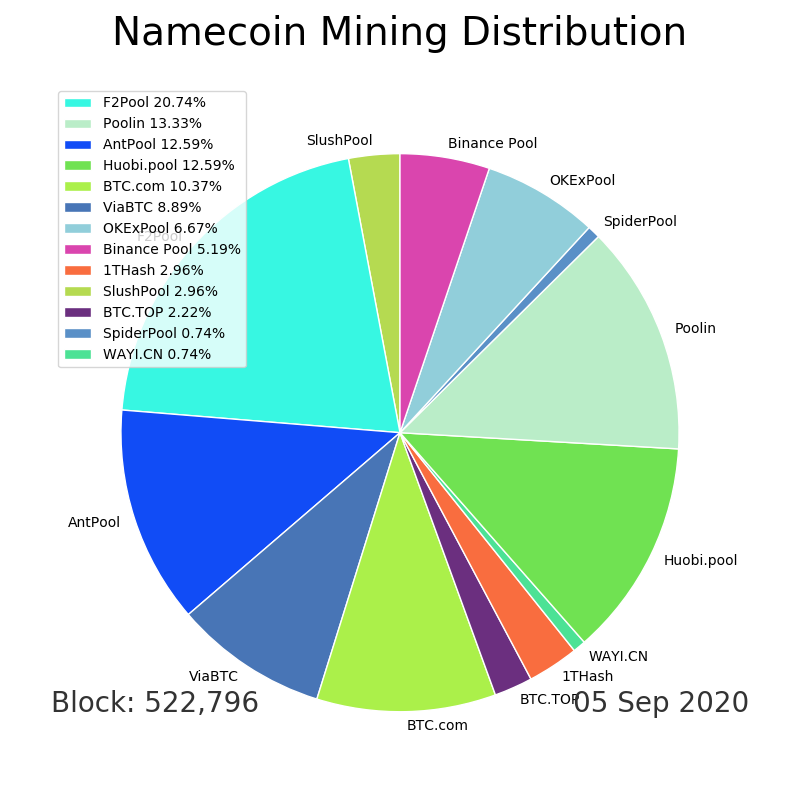 Namecoin Mining Distribution
F2Pool 20.74%
Poolin 13.33%
AntPool 12.59%
Huobi.pool 12.59%
BTC.com 10.37%
ViaBTC 8.89%
OKExPool 6.67%
Binance Pool 5.19%
1THash 2.96%
SlushPool 2.96%
BTC.TOP 2.22%
SpiderPool 0.74%
WAYI.CN 0.74%
SlushPool
Binance Pool
OKExPool
SpiderPool
F2Pool
Poolin
AntPool
Huobi.pool
WAYI.CN
ViaBTC
1THash
BTC.TOP
BTC.com
Block: 522,796
05 Sep 2020